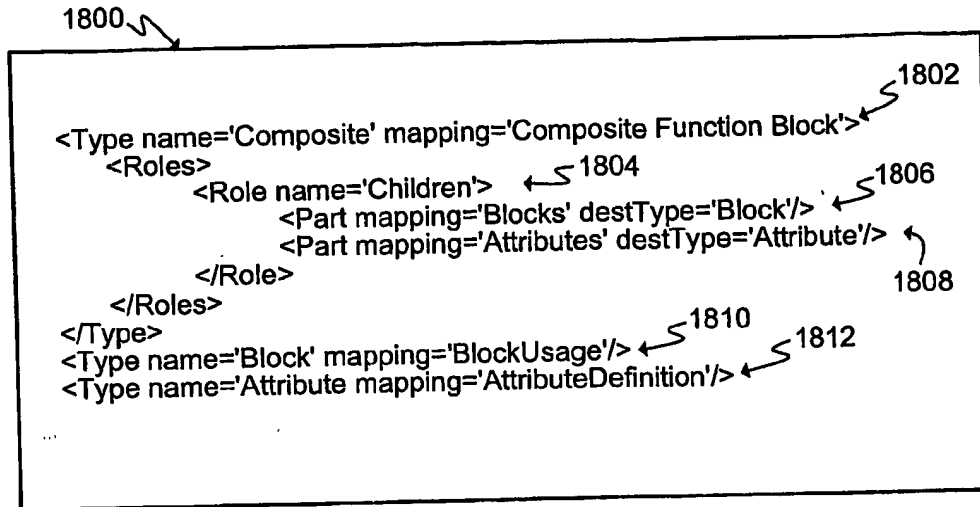 1800
<Type name='Composite' mapping='Composite Function Block'> 1802
<Roles>
<Role name='Children'> 1804
<Part mapping='Blocks' destType='Block'/> 1806
<Part mapping='Attributes' destType='Attribute'/>
</Role> 1808
</Roles>
</Type>
<Type name='Block' mapping='BlockUsage'/> 1810
<Type name='Attribute mapping='AttributeDefinition'/> 1812
...